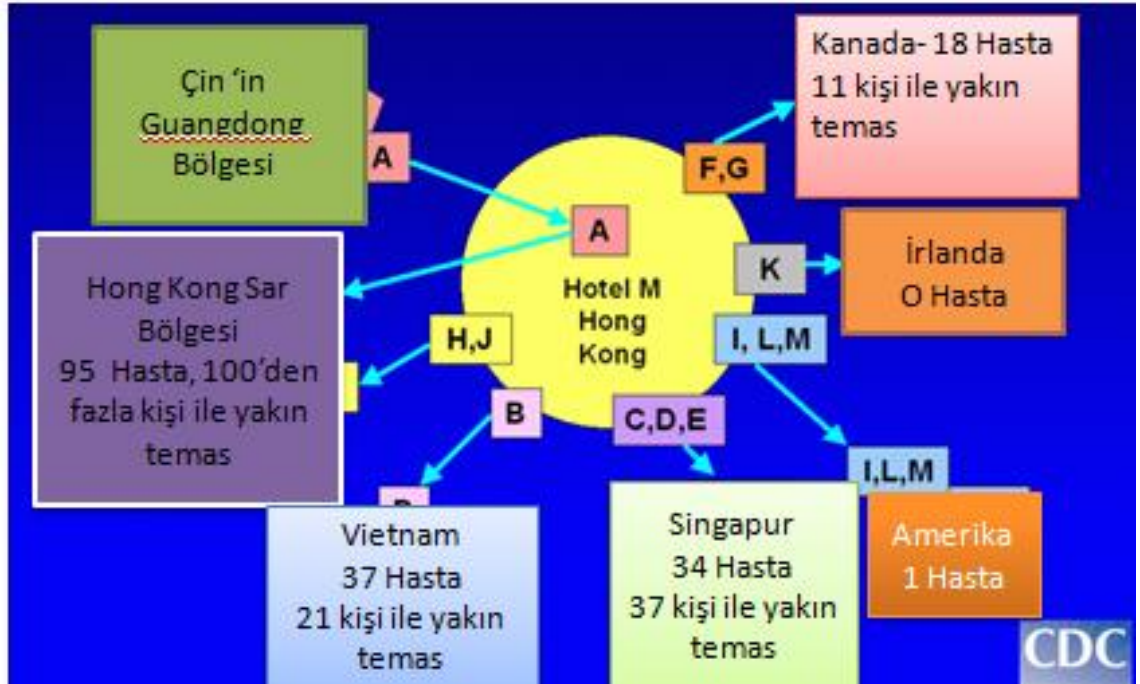 Çin ‘in
Guangdong
Bölgesi
A
Kanada- 18 Hasta
11 kişi ile yakın
temas
F,G
A
Hotel M
Hong
Kong
K
İrlanda
O Hasta
Hong Kong Sar
Bölgesi
95 Hasta, 100’den
fazla kişi ile yakın
temas
H,J
I, L,M
B
C,D,E
I,L,M
Vietnam
37 Hasta
21 kişi ile yakın
temas
Singapur
34 Hasta
37 kişi ile yakın
temas
Amerika
1 Hasta
CDC